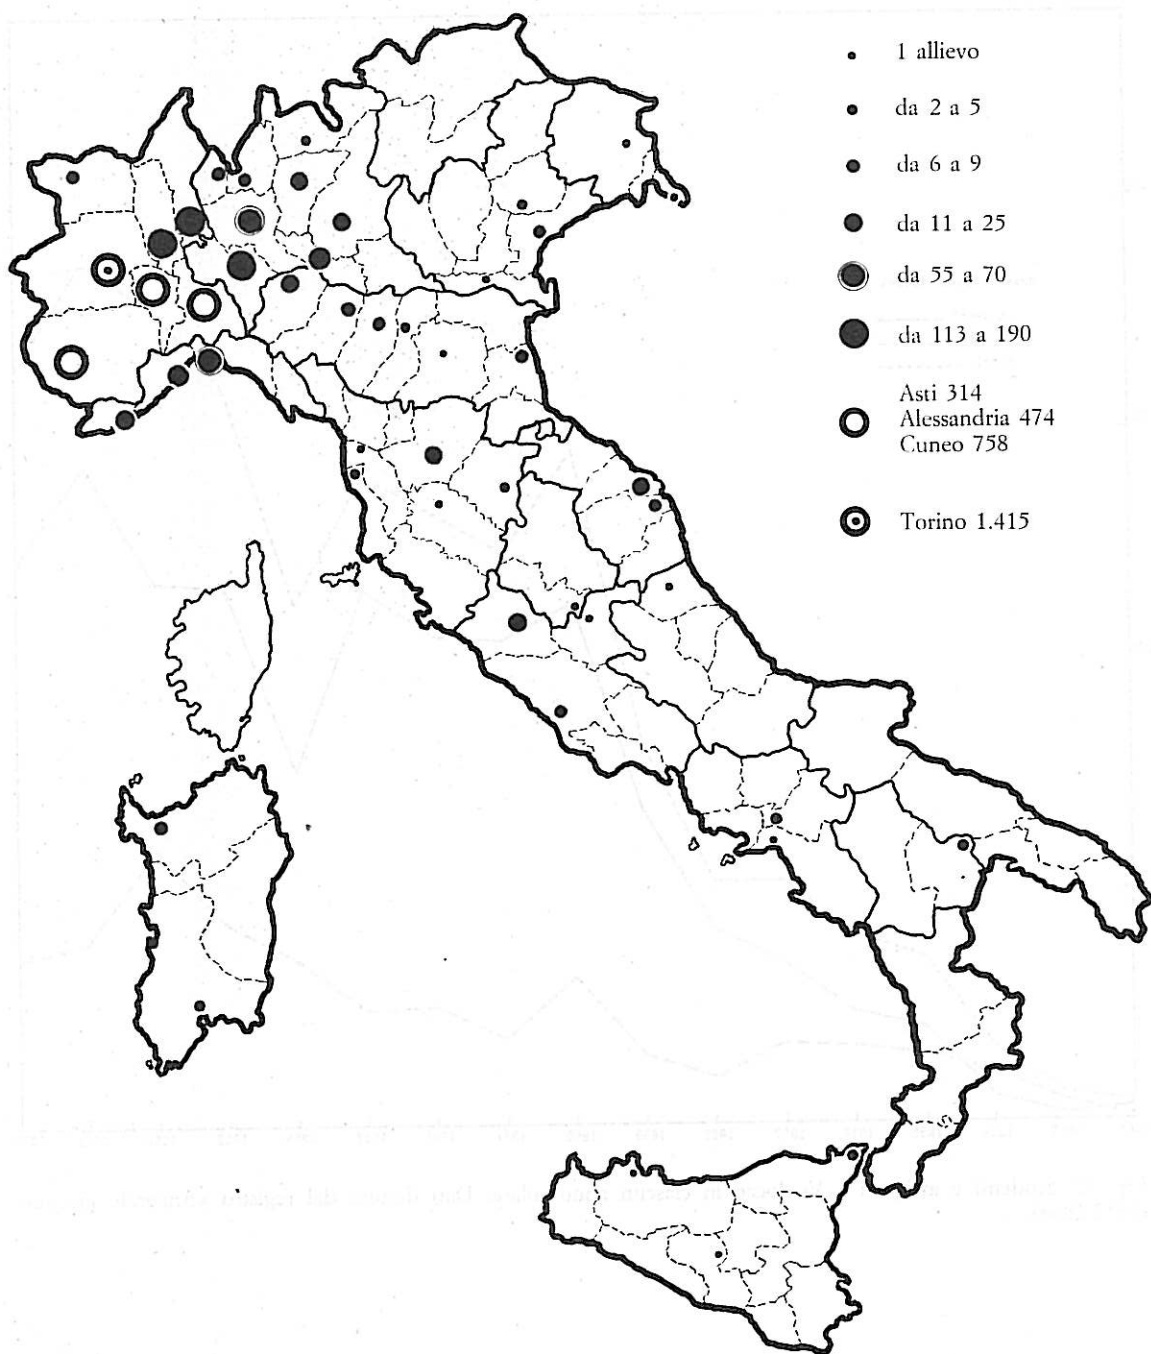 1 allievo
da 2 a 5
da 6 a 9
da 11 a 25
da 55 a 70
da 113 a 190
Asti 314
Alessandria 474
Cuneo 758
Torino 1.415